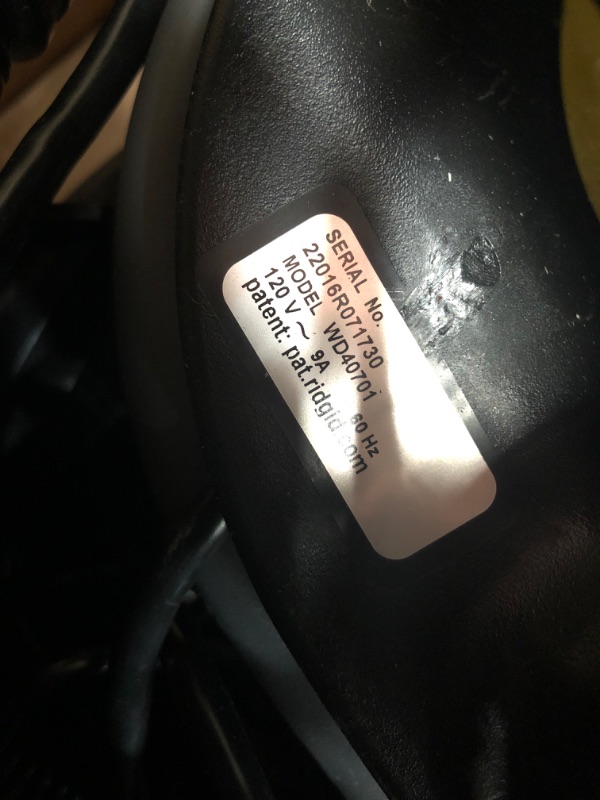 SERIAL No.
22016R071730
MODEL WD40701
120 V ~ 9A 60 Hz
patent: pat.ridgid.com